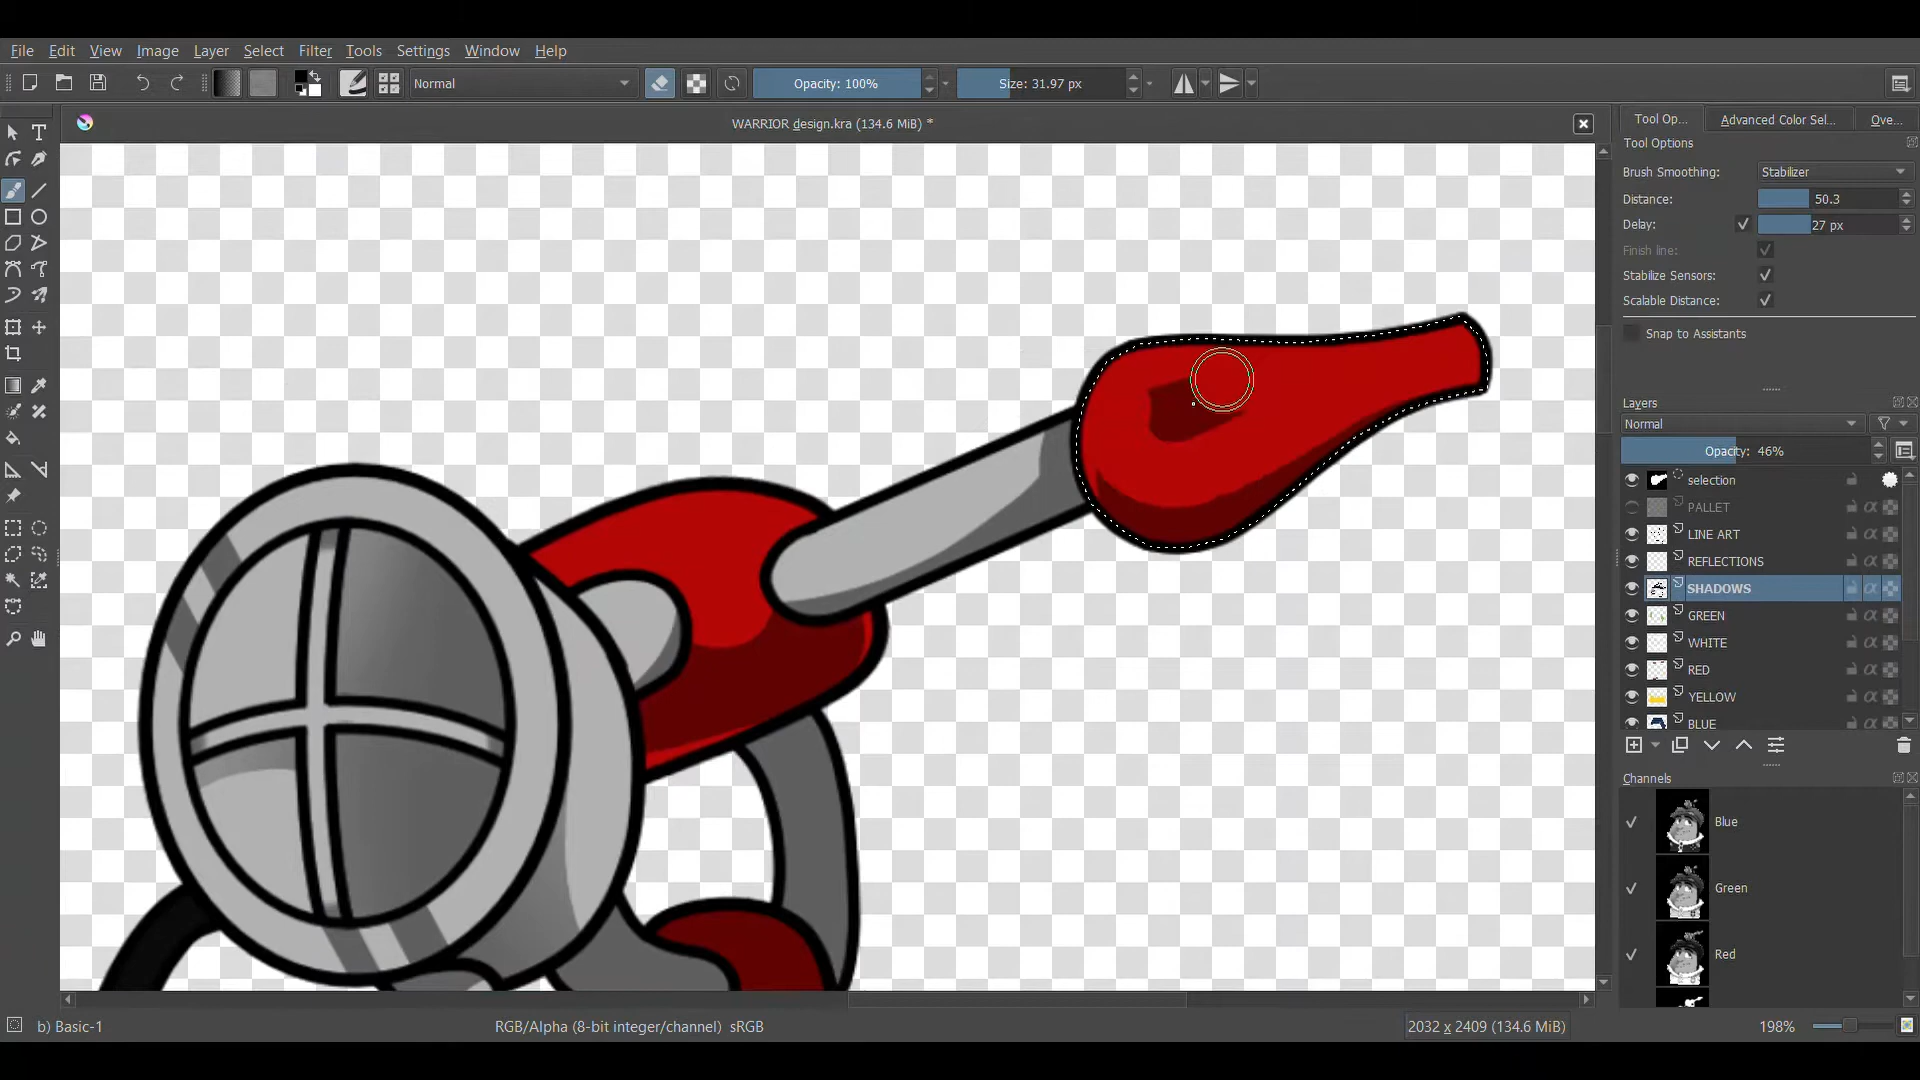 File Edit View Image Layer Select Filter Tools Settings Window Help
Normal Opacity: 100% Size: 31.97 px
WARRIOR design.kra (134.6 MiB) *
Tool Op... Advanced Color Sel... Ove...
Tool Options
Brush Smoothing: Stabilizer
Distance: 50.3
Delay: 27 px
Finish line:
Stabilize Sensors:
Scalable Distance:
Snap to Assistants
Layers
Normal
Opacity: 46%
selection
PALLET
LINE ART
REFLECTIONS
SHADOWS
GREEN
WHITE
RED
YELLOW
BLUE
Channels
Blue
Green
Red
b) Basic-1 RGB/Alpha (8-bit integer/channel) sRGB 2032 x 2409 (134.6 MiB) 198%